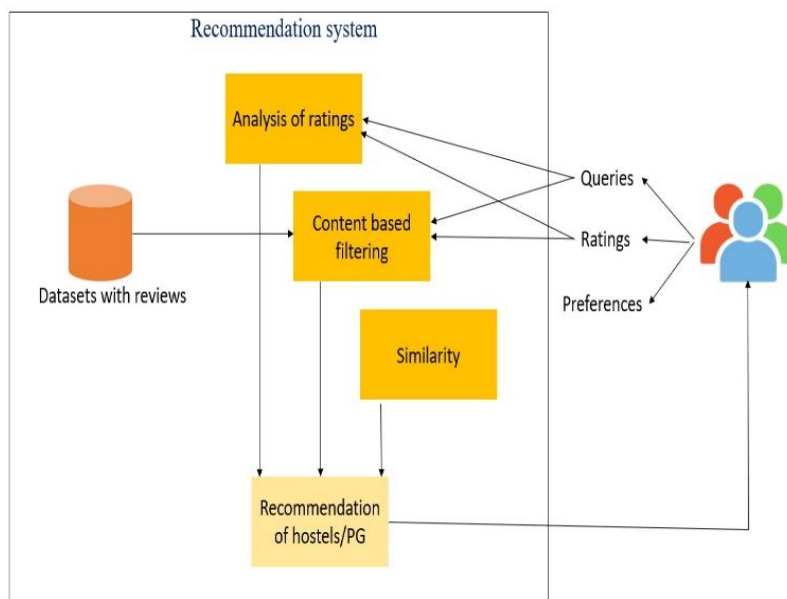 Recommendation system
Analysis of ratings
Queries
Content based
filtering
Ratings
Datasets with reviews
Preferences
Similarity
Recommendation
of hostels/PG